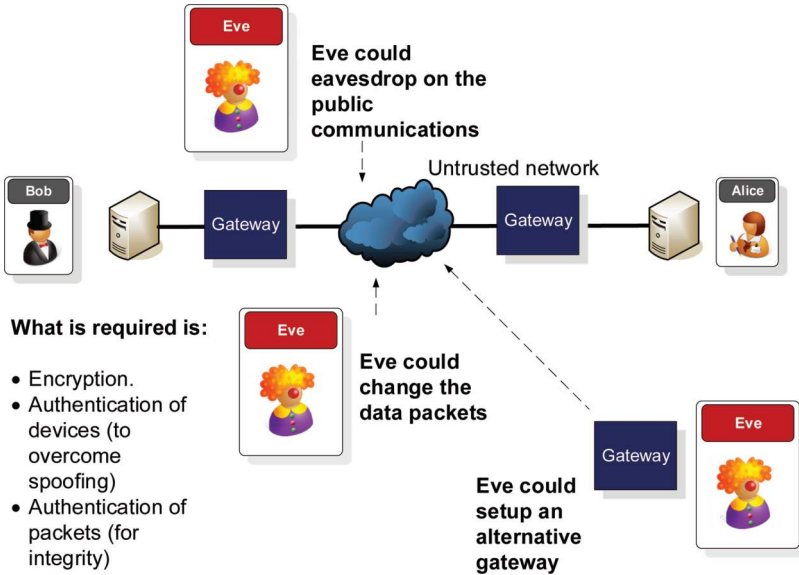 Eve
Eve could
eavesdrop on the
public
communications
Untrusted network
Bob
Gateway
Gateway
Alice
What is required is:
• Encryption.
• Authentication of
devices (to
overcome
spoofing)
• Authentication of
packets (for
integrity)
Eve
Eve could
change the
data packets
Gateway
Eve
Eve could
setup an
alternative
gateway